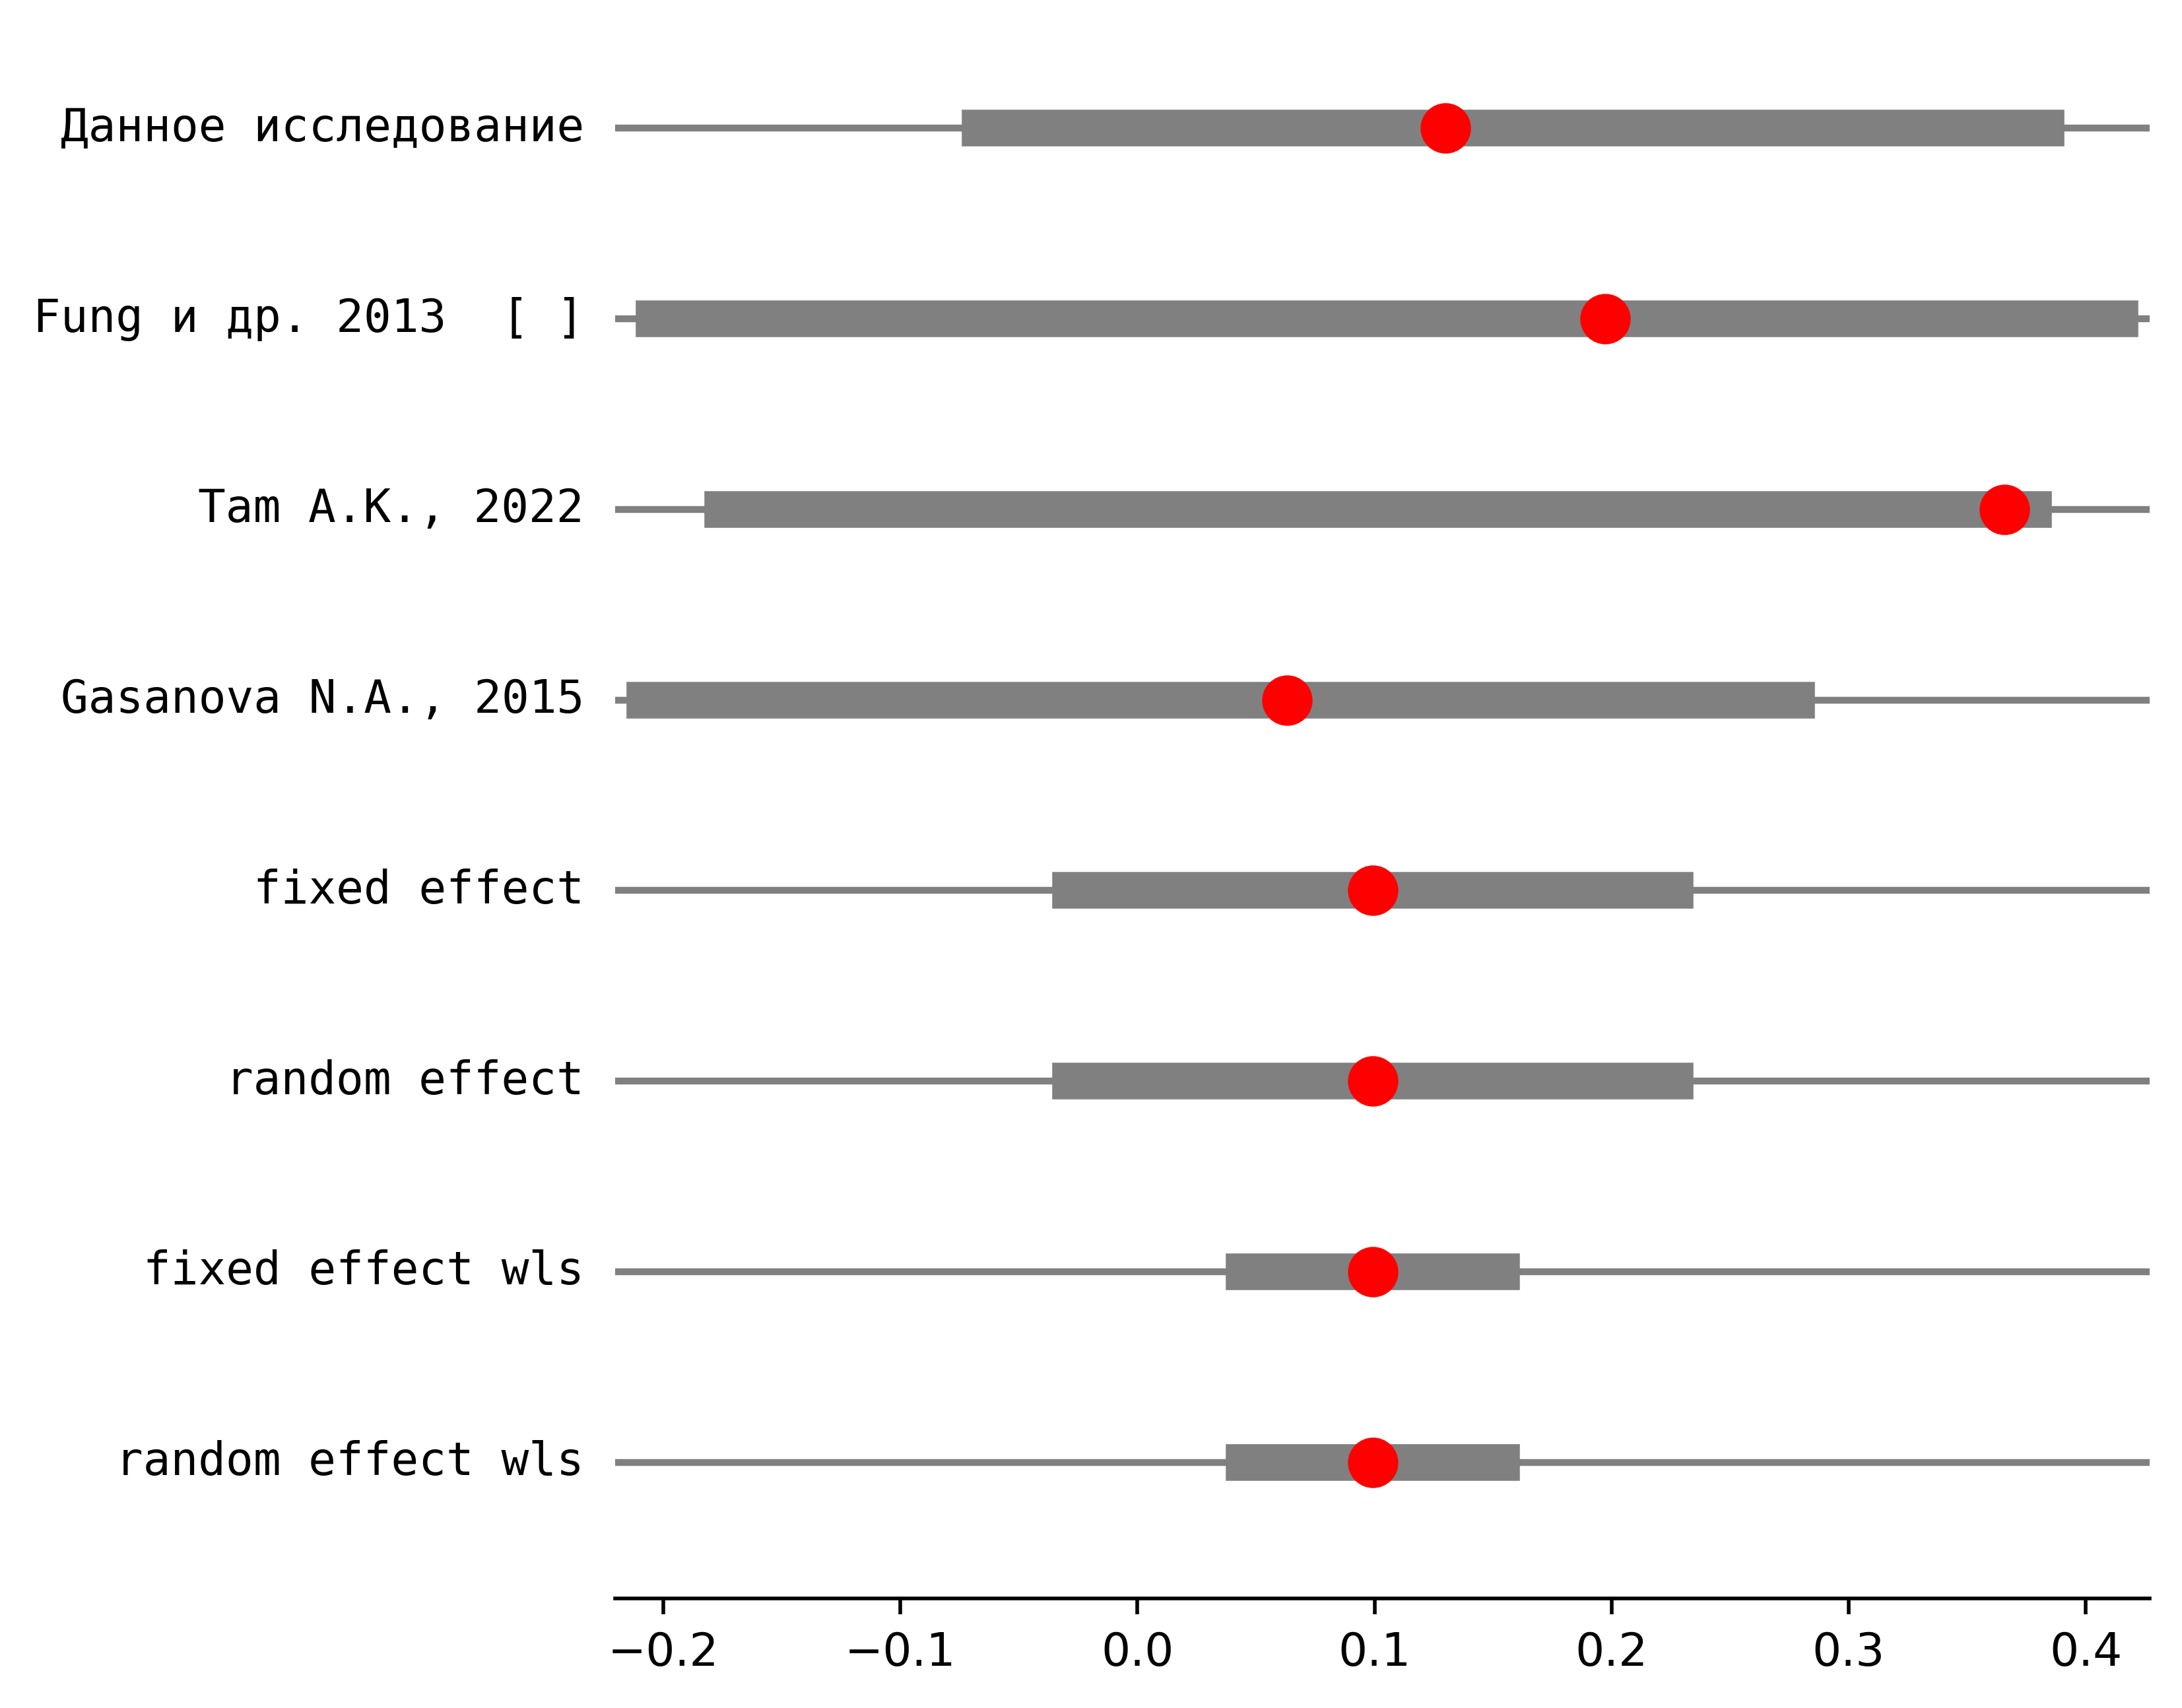 Данное исследование
Fung и др. 2013  [ ]
Tam A.K., 2022
Gasanova N.A., 2015
fixed effect
random effect
fixed effect wls
random effect wls
−0.2 −0.1 0.0 0.1 0.2 0.3 0.4